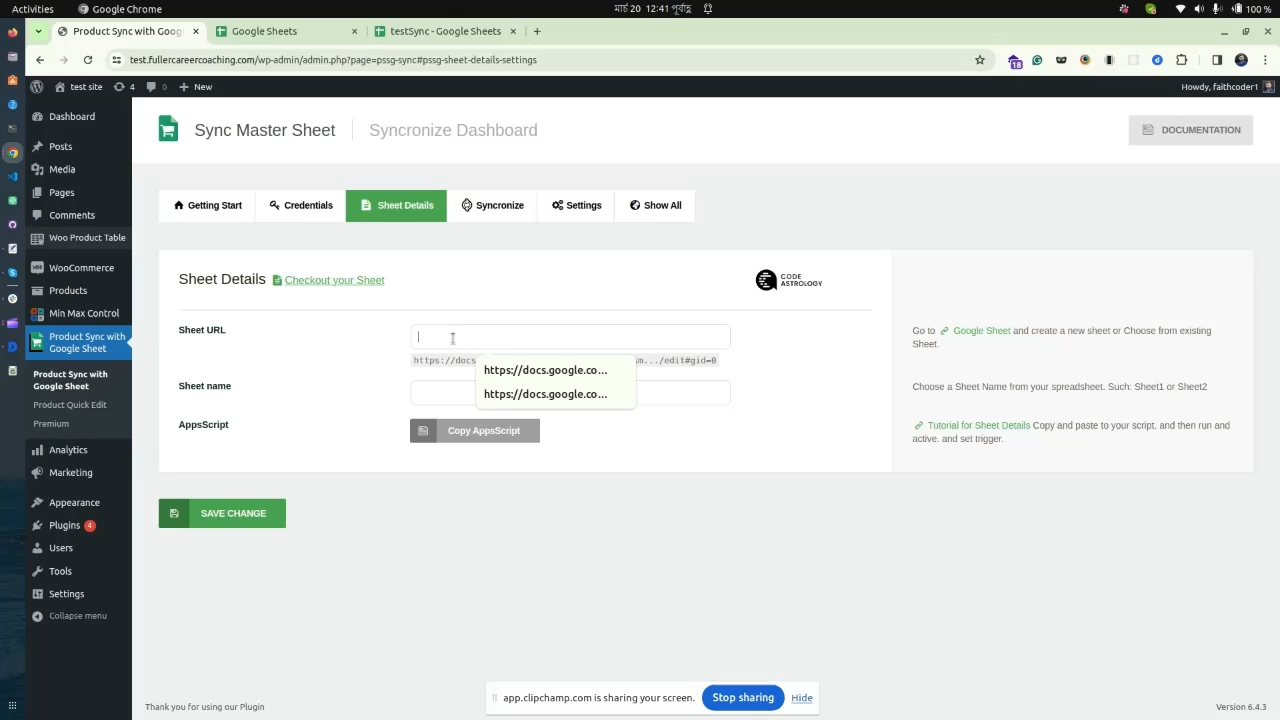 Activities
Google Chrome
মার্চ 20 12:41 পূর্বাহ্ণ
100 %
Product Sync with Goog
Google Sheets
testSync - Google Sheets
test.fullercareercoaching.com/wp-admin/admin.php?page=pssg-sync#pssg-sheet-details-settings
18
test site
4
0
New
Howdy, faithcoder1
Dashboard
Posts
Media
Pages
Comments
Woo Product Table
WooCommerce
Products
Min Max Control
Product Sync with
Google Sheet
Product Sync with
Google Sheet
Product Quick Edit
Premium
Analytics
Marketing
Appearance
Plugins 4
Users
Tools
Settings
Collapse menu
Sync Master Sheet
Syncronize Dashboard
DOCUMENTATION
Getting Start
Credentials
Sheet Details
Syncronize
Settings
Show All
Sheet Details
Checkout your Sheet
CODE
ASTROLOGY
Sheet URL
https://docs
sm.../edit#gid=0
https://docs.google.co...
https://docs.google.co...
Sheet name
AppsScript
Copy AppsScript
Go to Google Sheet and create a new sheet or Choose from existing
Sheet.
Choose a Sheet Name from your spreadsheet. Such: Sheet1 or Sheet2
Tutorial for Sheet Details Copy and paste to your script. and then run and
active. and set trigger.
SAVE CHANGE
app.clipchamp.com is sharing your screen.
Stop sharing
Hide
Thank you for using our Plugin
Version 6.4.3